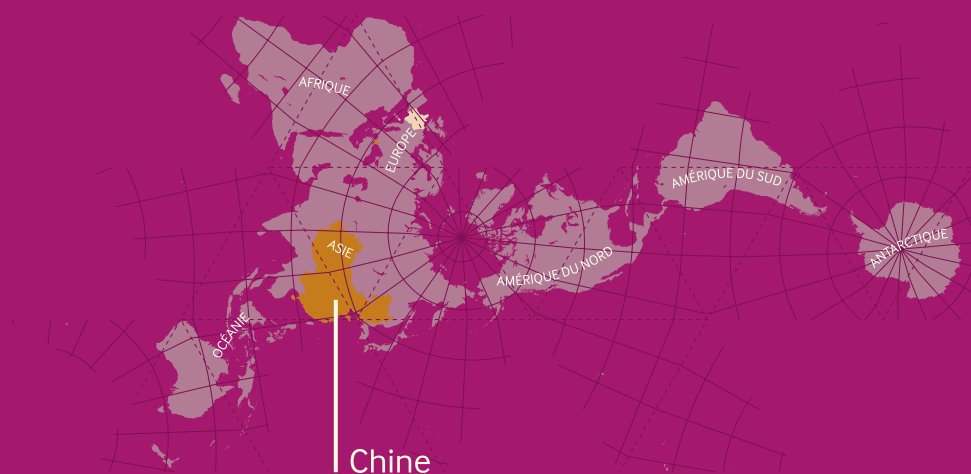 AFRIQUE
EUROPE
AMÉRIQUE DU SUD
ASIE
AMÉRIQUE DU NORD
ANTARCTIQUE
OCÉANIE
Chine